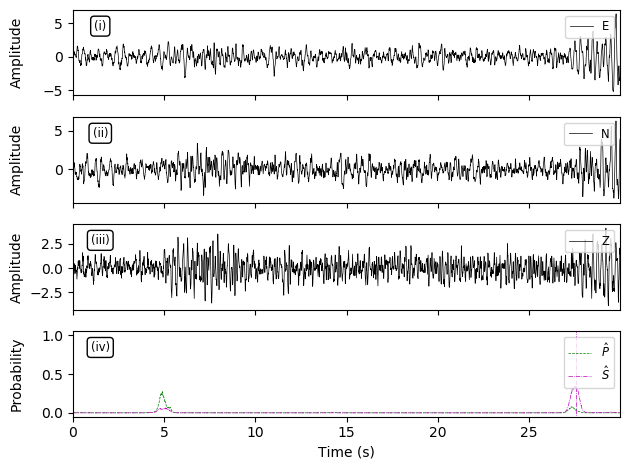 Amplitude
5
0
−5
(i)
E
Amplitude
5
0
(ii)
N
Amplitude
2.5
0.0
−2.5
(iii)
Z
Probability
1.0
0.5
0.0
(iv)
P̂
Ŝ
0 5 10 15 20 25
Time (s)